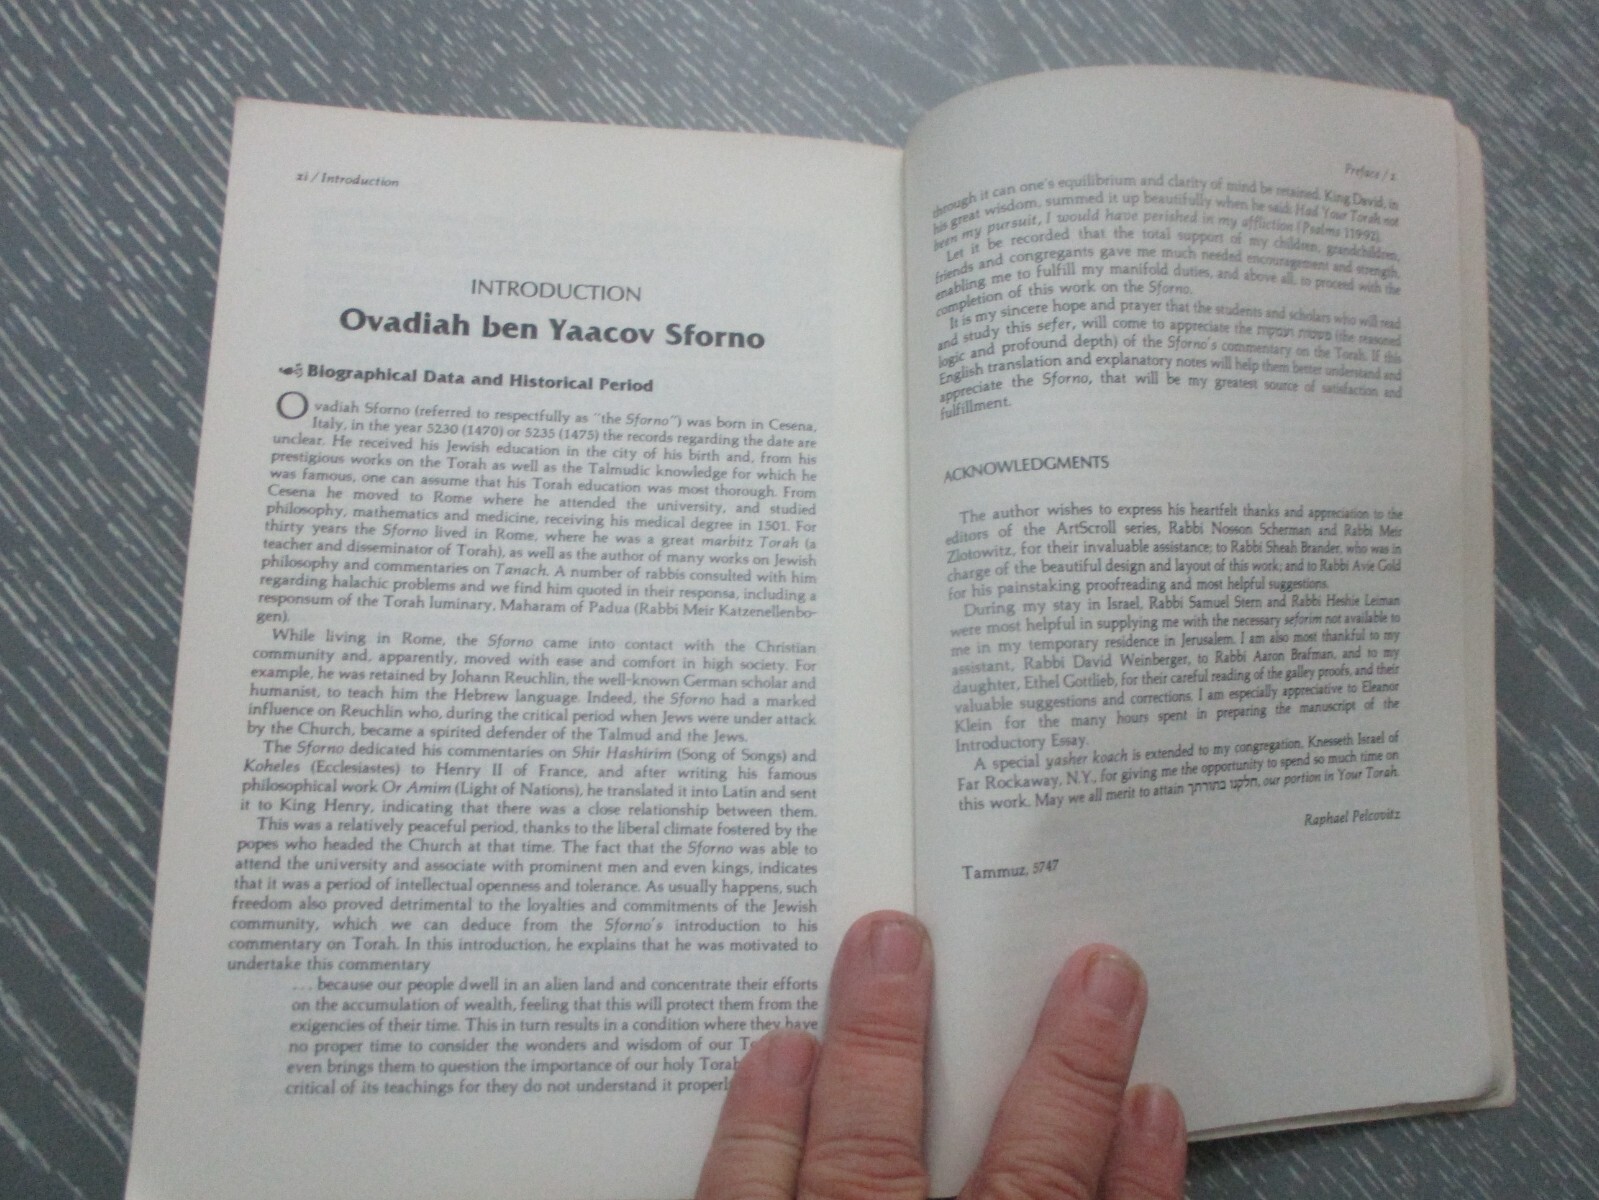 Preface / x
through it can one's equilibrium and clarity of mind be retained. King David, in
his great wisdom, summed it up beautifully when he said: Had Your Torah not
been my pursuit, I would have perished in my affliction (Psalms 119:92).
Let it be recorded that the total support of my children, grandchildren,
friends and congregants gave me much needed encouragement and strength,
enabling me to fulfill my manifold duties, and above all, to proceed with the
completion of this work on the Sforno.
It is my sincere hope and prayer that the students and scholars who will read
and study this sefer, will come to appreciate the (the reasoned
logic and profound depth) of the Sforno's commentary on the Torah. If this
English translation and explanatory notes will help them better understand and
appreciate the Sforno, that will be my greatest source of satisfaction and
fulfillment.
ACKNOWLEDGMENTS
The author wishes to express his heartfelt thanks and appreciation to the
editors of the ArtScroll series, Rabbi Nosson Scherman and Rabbi Meir
Zlotowitz, for their invaluable assistance; to Rabbi Sheah Brander, who was in
charge of the beautiful design and layout of this work; and to Rabbi Avie Gold
for his painstaking proofreading and most helpful suggestions.
During my stay in Israel, Rabbi Samuel Stern and Rabbi Heshie Leiman
were most helpful in supplying me with the necessary seforim not available to
me in my temporary residence in Jerusalem. I am also most thankful to my
assistant, Rabbi David Weinberger, to Rabbi Aaron Brafman, and to my
daughter, Ethel Gottlieb, for their careful reading of the galley proofs, and their
valuable suggestions and corrections. I am especially appreciative to Eleanor
Klein for the many hours spent in preparing the manuscript of the
Introductory Essay.
A special yasher koach is extended to my congregation, Knesseth Israel of
Far Rockaway, N.Y., for giving me the opportunity to spend so much time on
this work. May we all merit to attain חלקנו בתורתך, our portion in Your Torah.
Raphael Pelcovitz
Tammuz, 5747
xi / Introduction
INTRODUCTION
Ovadiah ben Yaacov Sforno
Biographical Data and Historical Period
Ovadiah Sforno (referred to respectfully as "the Sforno") was born in Cesena,
Italy, in the year 5230 (1470) or 5235 (1475) the records regarding the date are
unclear. He received his Jewish education in the city of his birth and, from his
prestigious works on the Torah as well as the Talmudic knowledge for which he
was famous, one can assume that his Torah education was most thorough. From
Cesena he moved to Rome where he attended the university, and studied
philosophy, mathematics and medicine, receiving his medical degree in 1501. For
thirty years the Sforno lived in Rome, where he was a great marbitz Torah (a
teacher and disseminator of Torah), as well as the author of many works on Jewish
philosophy and commentaries on Tanach. A number of rabbis consulted with him
regarding halachic problems and we find him quoted in their responsa, including a
responsum of the Torah luminary, Maharam of Padua (Rabbi Meir Katzenellenbo-
gen).
While living in Rome, the Sforno came into contact with the Christian
community and, apparently, moved with ease and comfort in high society. For
example, he was retained by Johann Reuchlin, the well-known German scholar and
humanist, to teach him the Hebrew language. Indeed, the Sforno had a marked
influence on Reuchlin who, during the critical period when Jews were under attack
by the Church, became a spirited defender of the Talmud and the Jews.
The Sforno dedicated his commentaries on Shir Hashirim (Song of Songs) and
Koheles (Ecclesiastes) to Henry II of France, and after writing his famous
philosophical work Or Amim (Light of Nations), he translated it into Latin and sent
it to King Henry, indicating that there was a close relationship between them.
This was a relatively peaceful period, thanks to the liberal climate fostered by the
popes who headed the Church at that time. The fact that the Sforno was able to
attend the university and associate with prominent men and even kings, indicates
that it was a period of intellectual openness and tolerance. As usually happens, such
freedom also proved detrimental to the loyalties and commitments of the Jewish
community, which we can deduce from the Sforno's introduction to his
commentary on Torah. In this introduction, he explains that he was motivated to
undertake this commentary
. . . because our people dwell in an alien land and concentrate their efforts
on the accumulation of wealth, feeling that this will protect them from the
exigencies of their time. This in turn results in a condition where they have
no proper time to consider the wonders and wisdom of our
even brings them to question the importance of our holy Torah
critical of its teachings for they do not understand it properly